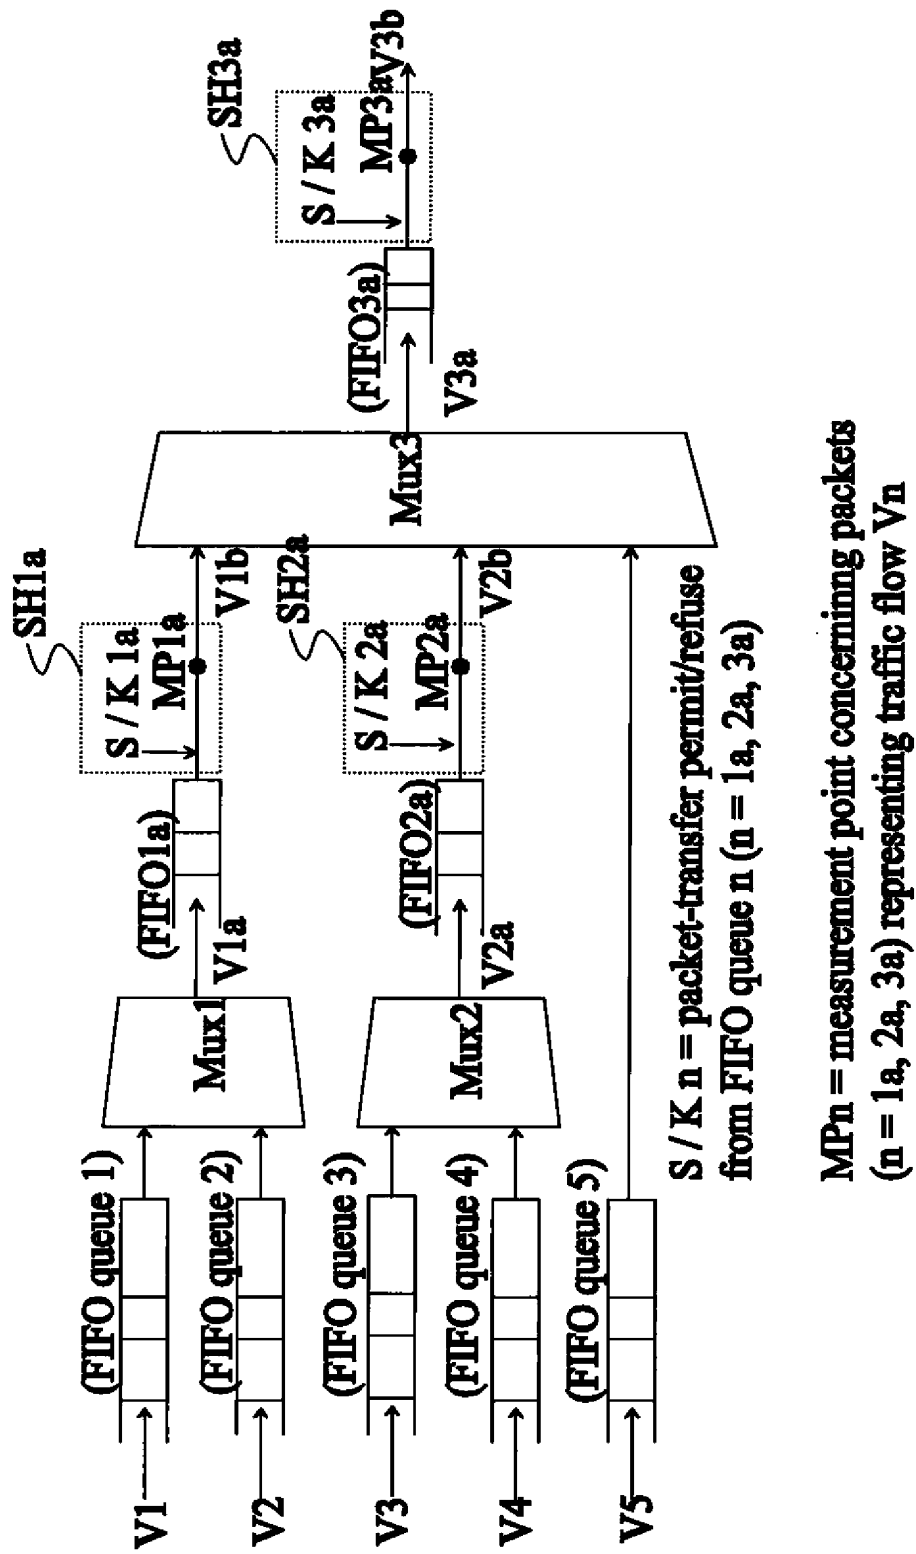 SH1a
S / K 1a
MP1a
V1b
SH2a
S / K 2a
MP2a
V2b
SH3a
S / K 3a
MP3a
V3b
(FIFO queue 1)
V1
(FIFO queue 2)
V2
Mux1
(FIFO1a)
V1a
(FIFO queue 3)
V3
(FIFO queue 4)
V4
Mux2
(FIFO2a)
V2a
(FIFO queue 5)
V5
Mux3
(FIFO3a)
V3a
S / K n = packet-transfer permit/refuse
from FIFO queue n (n = 1a, 2a, 3a)
MPn = measurement point concerninng packets
(n = 1a, 2a, 3a) representing traffic flow Vn